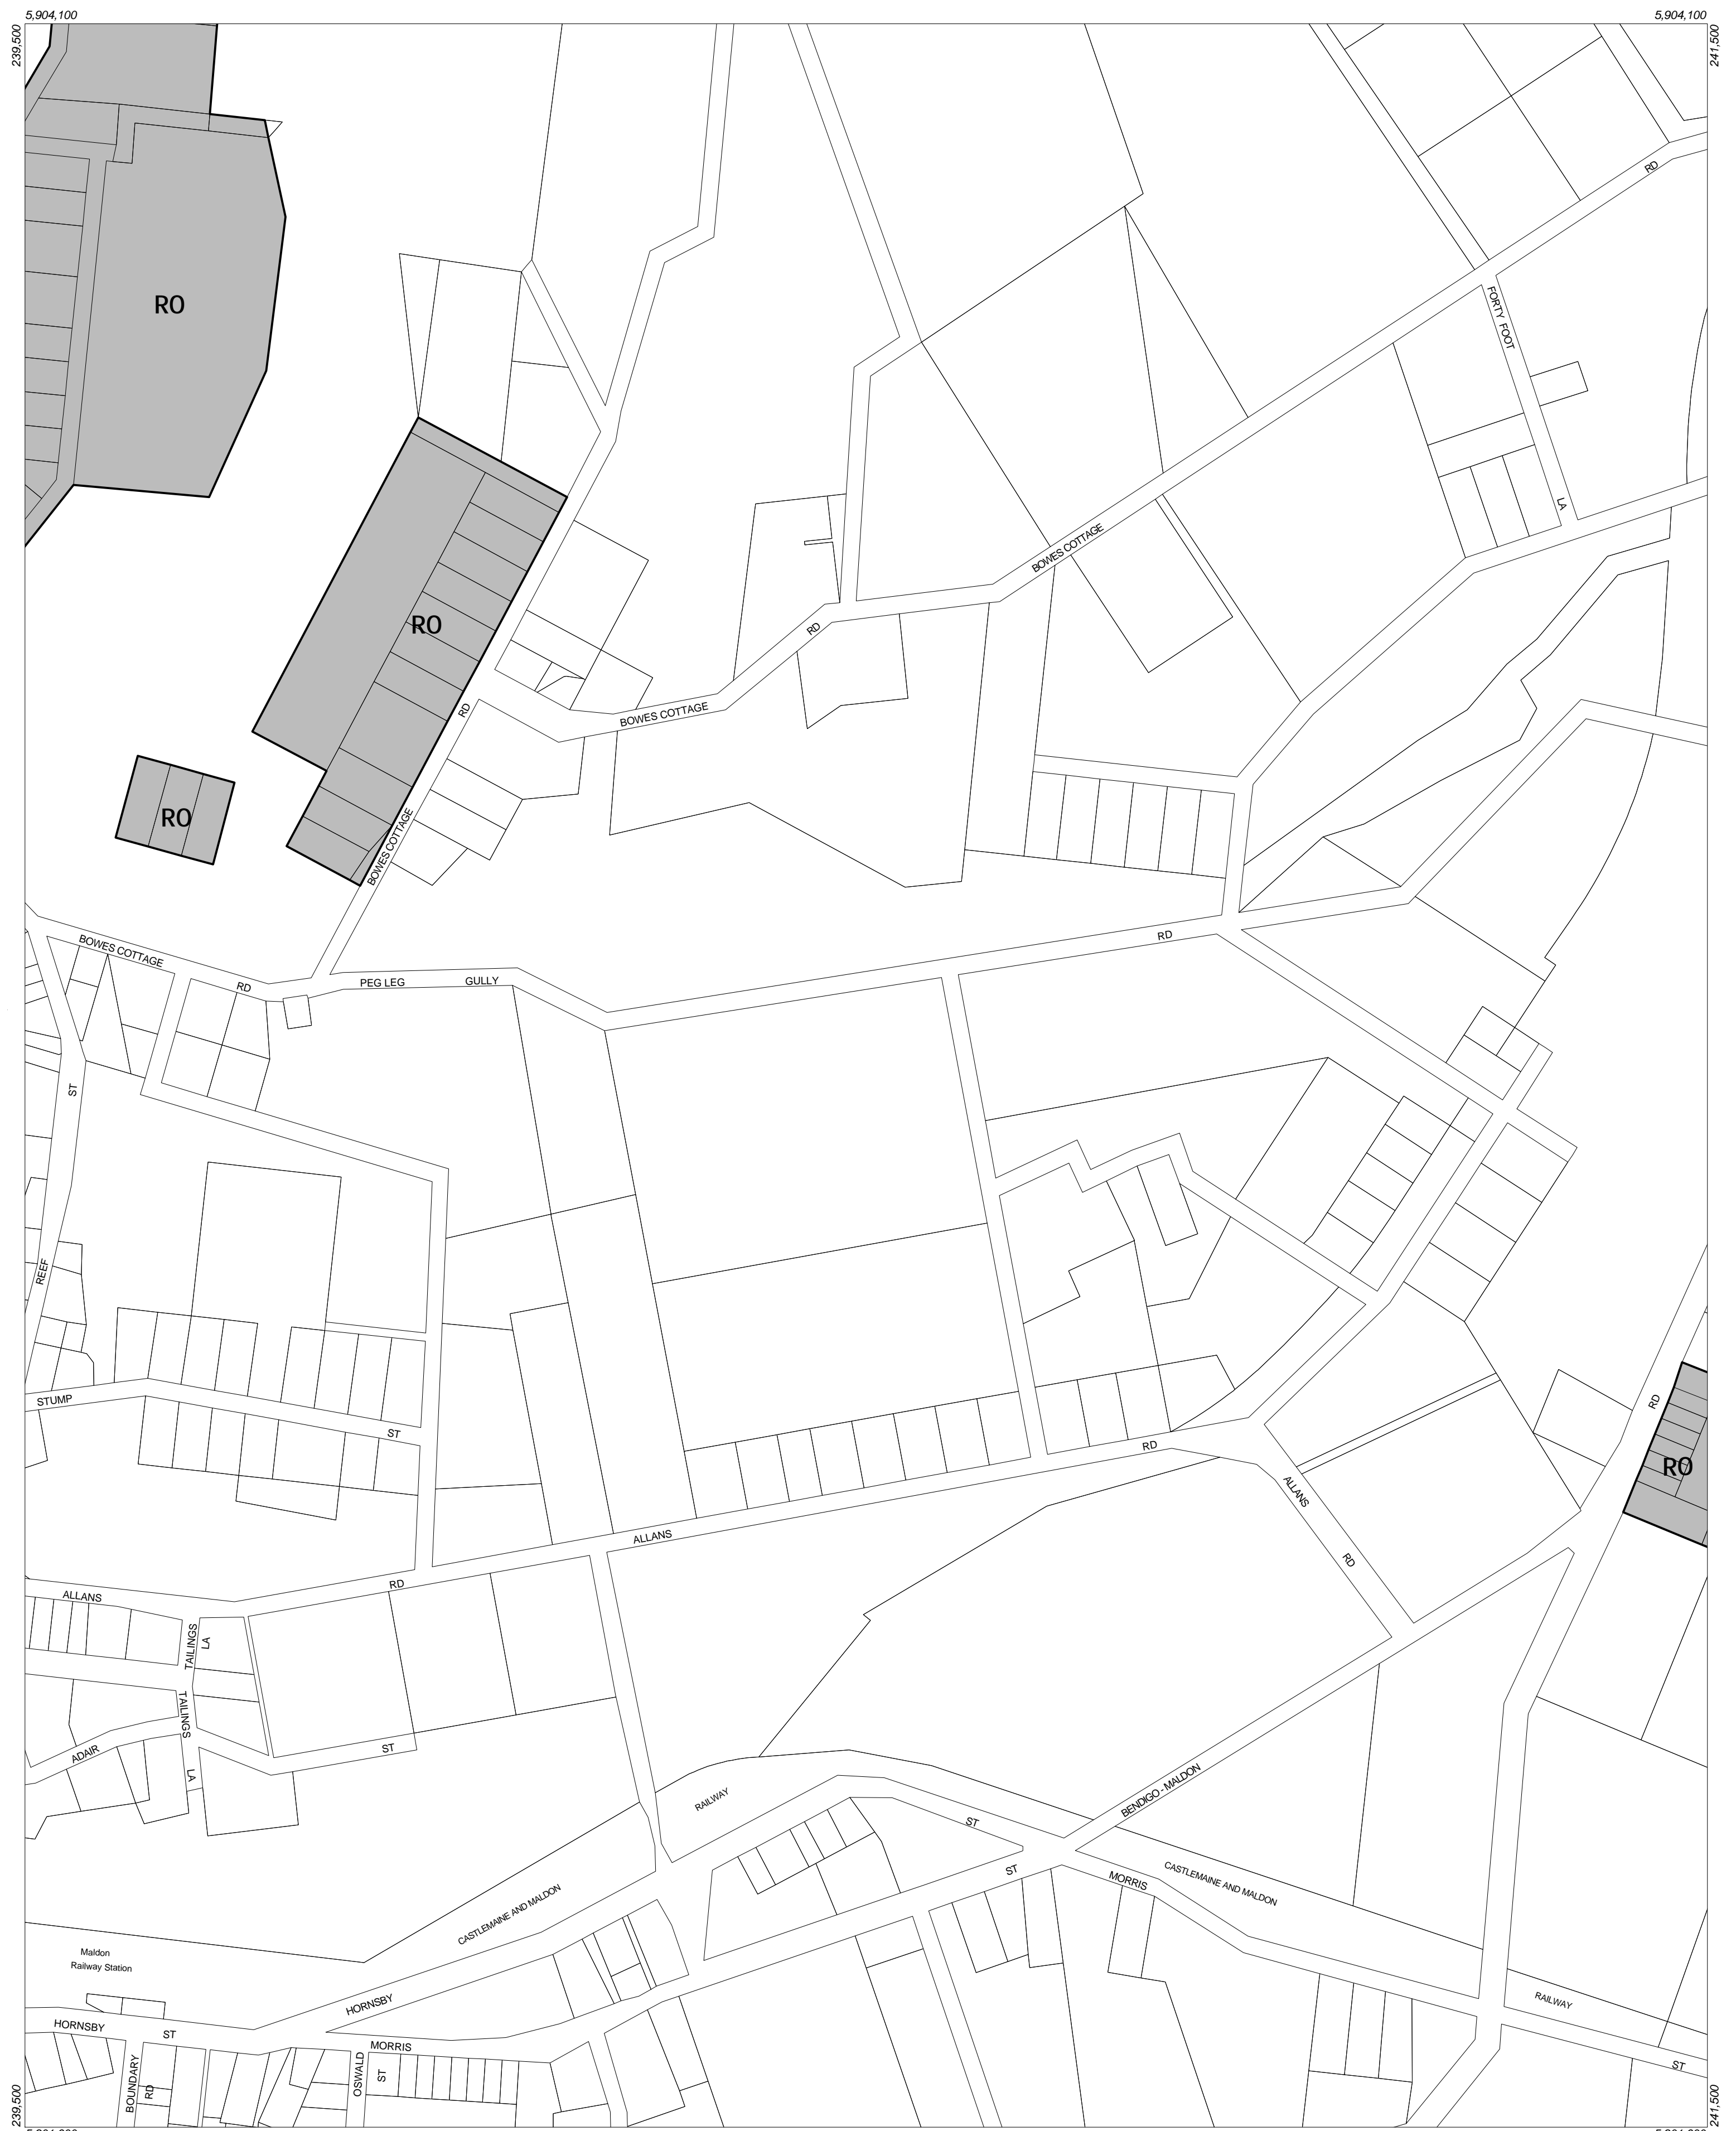 5,904,100
5,904,100
239,500
241,500
RD
RO
FORTY FOOT
LA
BOWES COTTAGE
RO
RD
RD
BOWES COTTAGE
RO
BOWES COTTAGE
RD
BOWES COTTAGE
RD
PEG LEG
GULLY
ST
REEF
STUMP
ST
RD
RO
RD
ALLANS
ALLANS
RD
RD
ALLANS
TAILINGS
LA
TAILINGS
ADAIR
ST
LA
RAILWAY
BENDIGO - MALDON
ST
ST
MORRIS
CASTLEMAINE AND MALDON
CASTLEMAINE AND MALDON
Maldon
Railway Station
HORNSBY
RAILWAY
HORNSBY
ST
MORRIS
ST
BOUNDARY
RD
OSWALD
ST
239,500
241,500